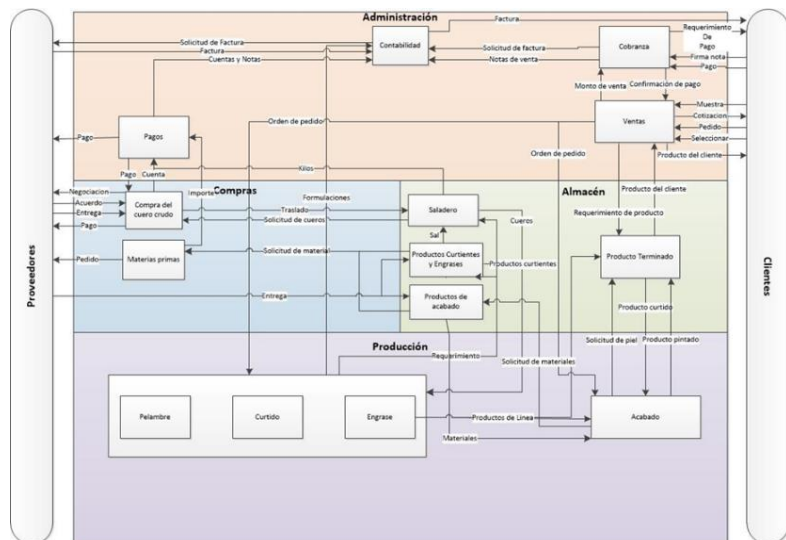 Administración
Factura
Solicitud de Factura
Factura
Cuentas y Notas
Contabilidad
Solicitud de factura
Notas de venta
Cobranza
Requerimiento
De
Pago
Firma nota
Pago
Monto de venta
Confirmación de pago
Muestra
Cotizacion
Pedido
Seleccionar
Producto del cliente
Ventas
Pagos
Pago
Orden de pedido
Orden de pedido
Pago
Cuenta
Kilos
Compras
Almacén
Negociacion
Acuerdo
Entrega
Pago
Compra del
cuero crudo
Importe
Formulaciones
Traslado
Solicitud de cueros
Saladero
Sal
Cueros
Producto del cliente
Requerimiento de producto
Materias primas
Pedido
Solicitud de material
Productos Curtientes
y Engrases
Productos curtientes
Producto Terminado
Entrega
Productos de
acabado
Producto curtido
Solicitud de piel
Producto pintado
Proveedores
Clientes
Producción
Requerimiento
Solicitud de materiales
Pelambre
Curtido
Engrase
Productos de Linea
Materiales
Acabado